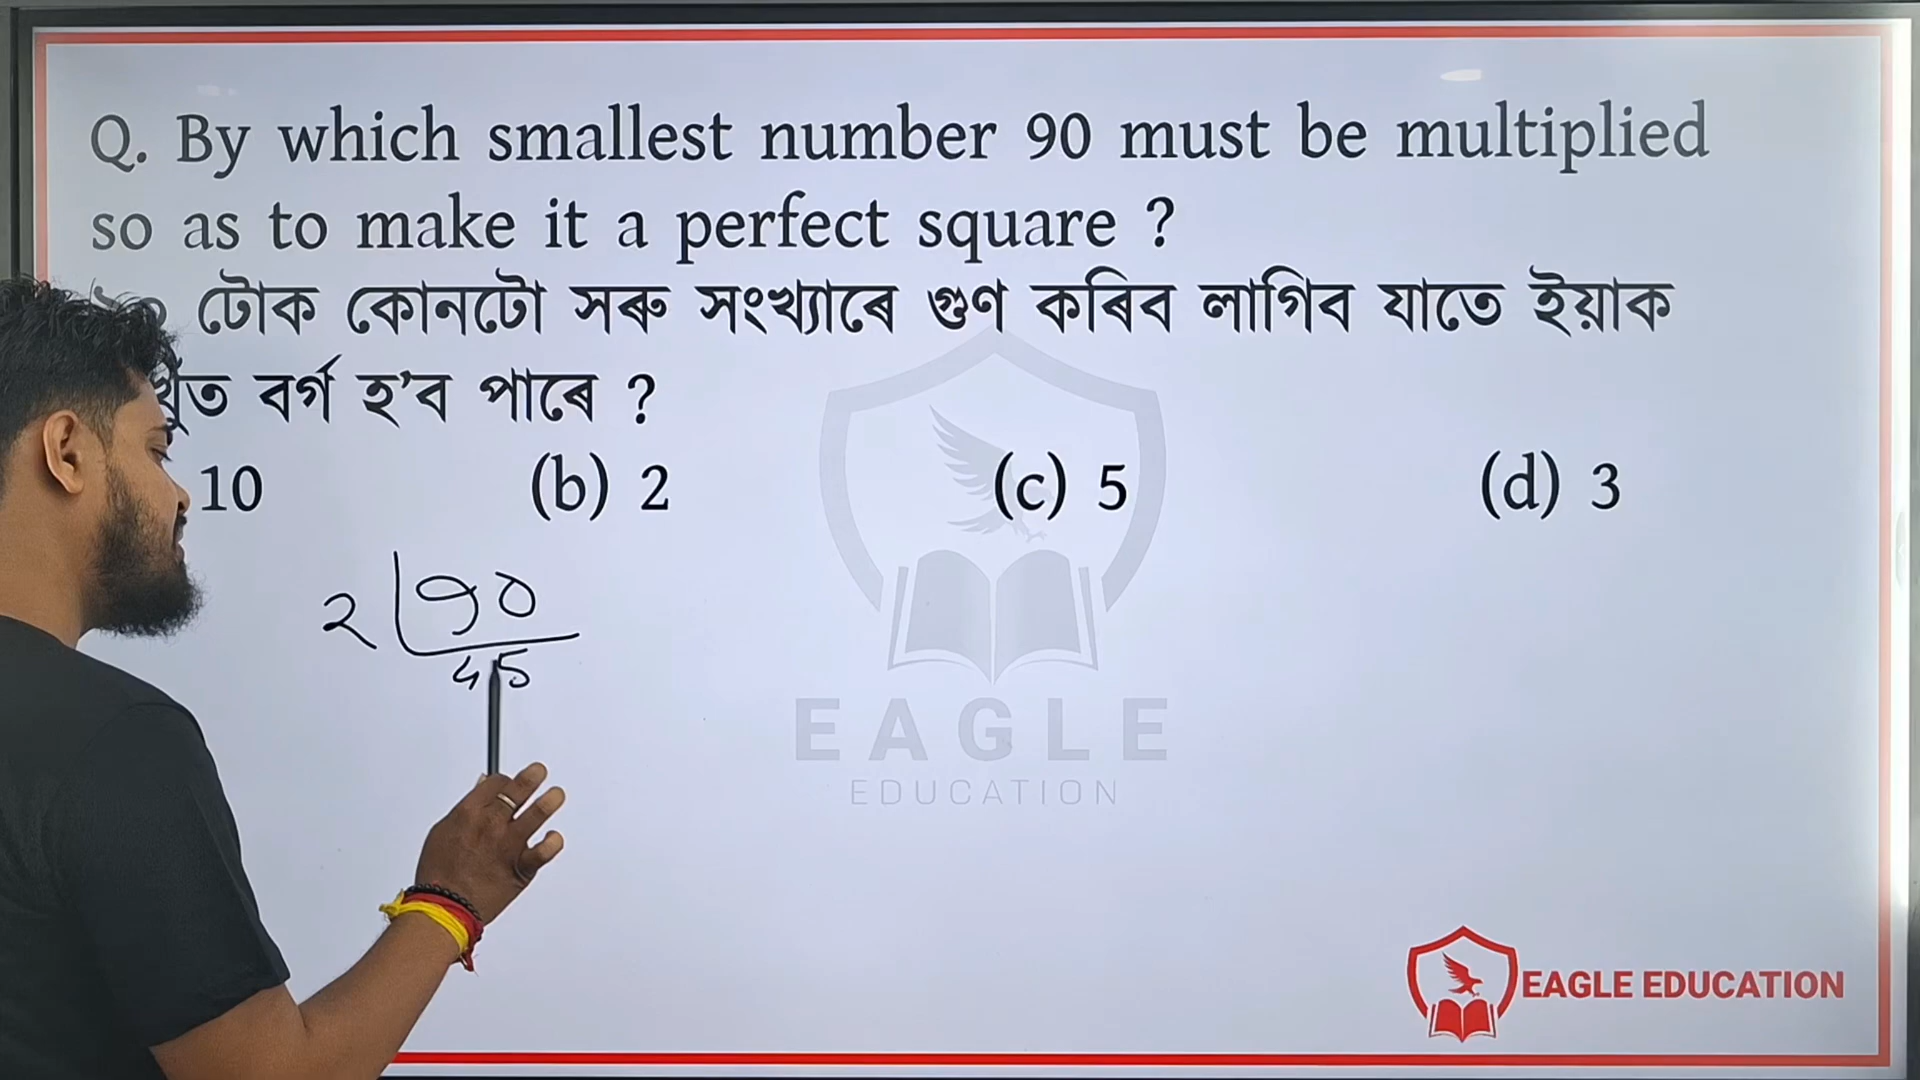 Q. By which smallest number 90 must be multiplied
so as to make it a perfect square ?
টোক কোনটো সৰু সংখ্যাৰে গুণ কৰিব লাগিব যাতে ইয়াক
বৰ্গ হ'ব পাৰে ?
10 (b) 2 (c) 5 (d) 3
2 90
45
EAGLE
EDUCATION
EAGLE EDUCATION